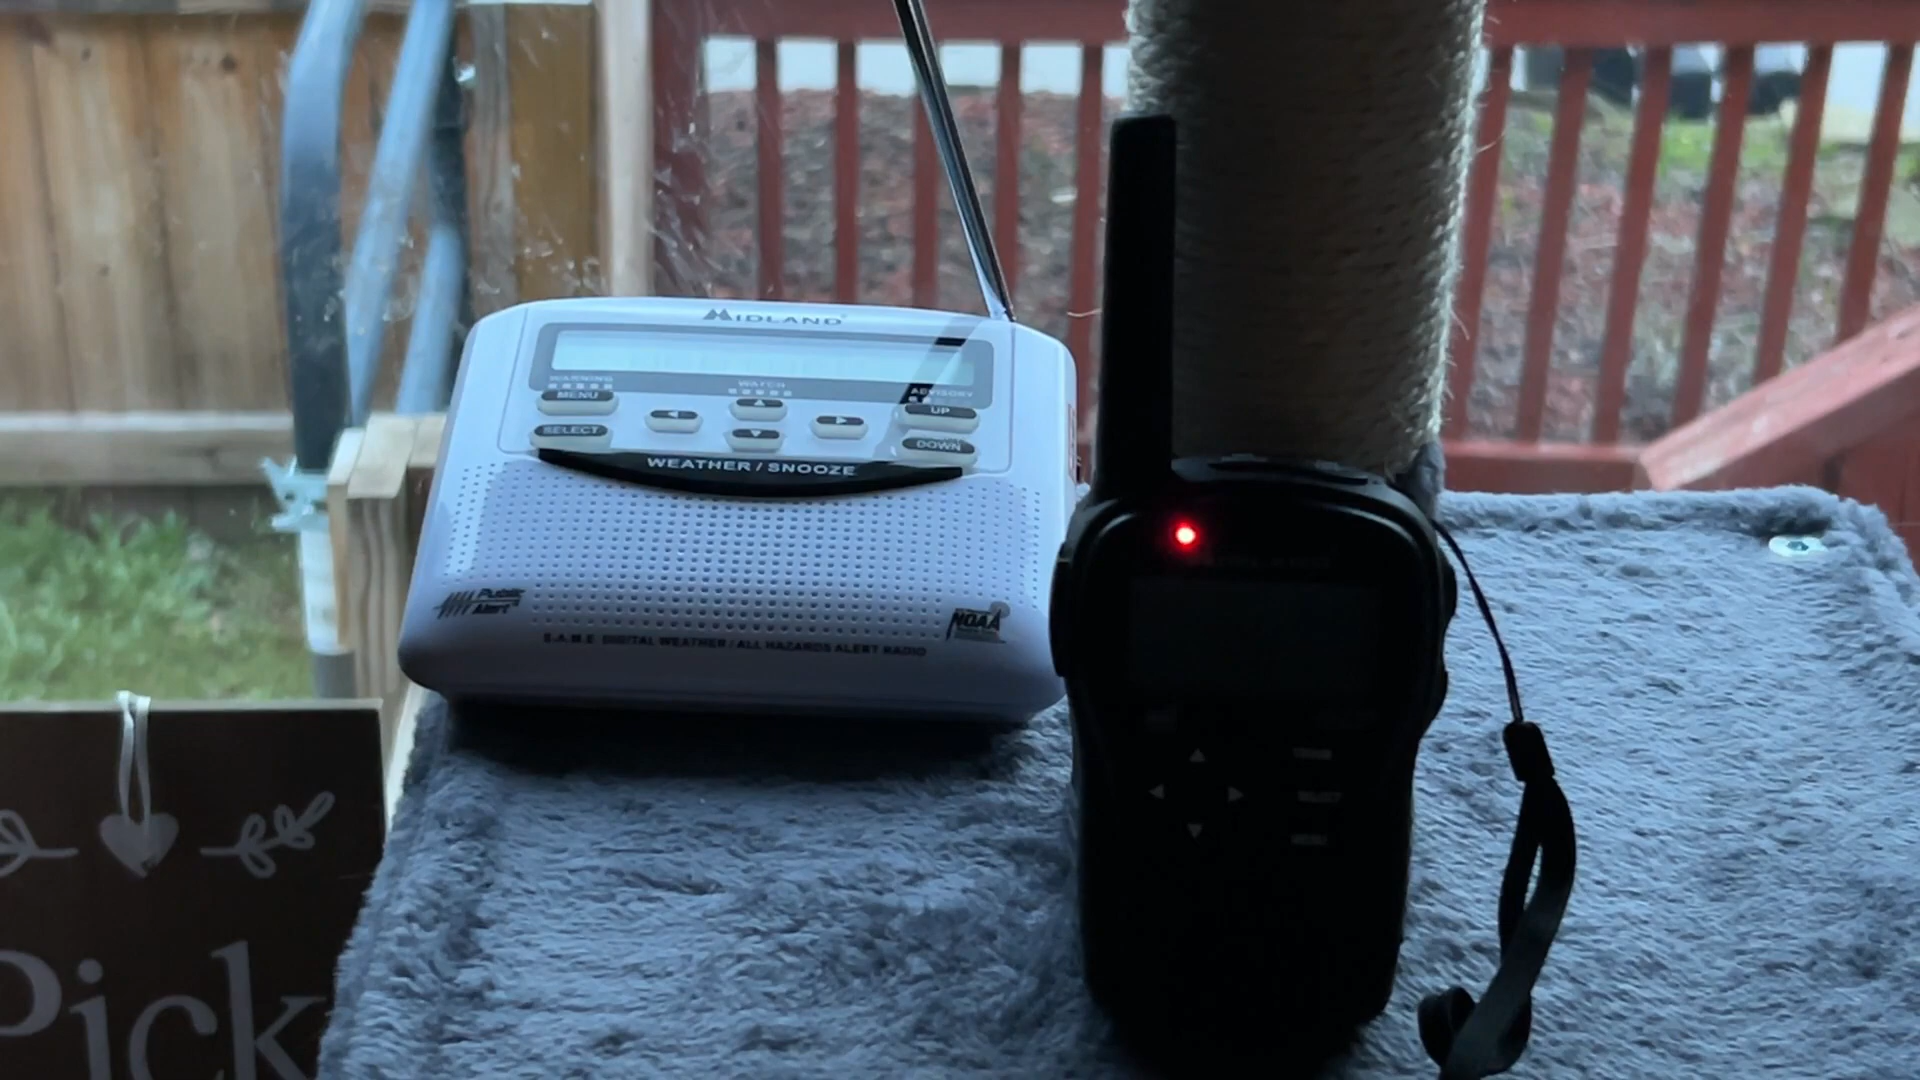 MIDLAND
WARNING
WATCH
ADVISORY
MENU
UP
SELECT
DOWN
WEATHER / SNOOZE
Public
Alert
NOAA
S.A.M.E. DIGITAL WEATHER / ALL HAZARDS ALERT RADIO
Pick